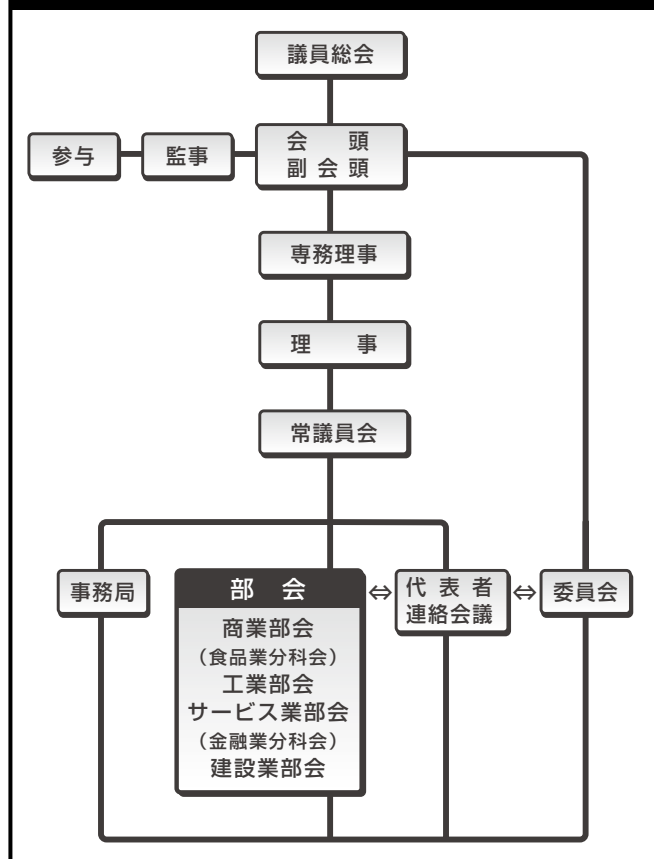 議員総会
参与
監事
会 頭
副会頭
専務理事
理 事
常議員会
事務局
部 会
商業部会
（食品業分科会）
工業部会
サービス業部会
（金融業分科会）
建設業部会
⇔
代表者
連絡会議
⇔
委員会